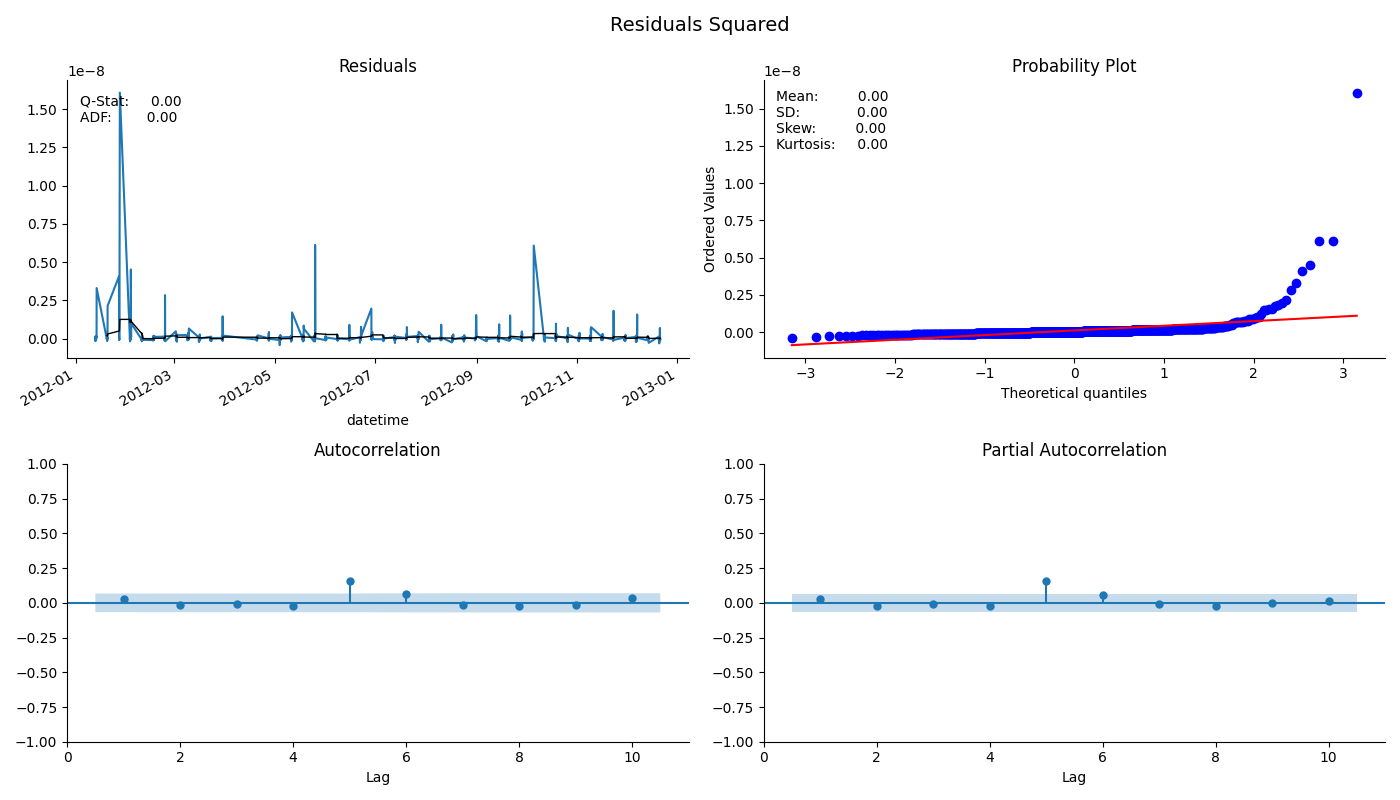 Residuals Squared
Residuals
1e−8
Q-Stat: 0.00
ADF: 0.00
1.50
1.25
1.00
0.75
0.50
0.25
0.00
2012-01
2012-03
2012-05
2012-07
2012-09
2012-11
2013-01
datetime
Probability Plot
1e−8
Mean: 0.00
SD: 0.00
Skew: 0.00
Kurtosis: 0.00
Ordered Values
1.50
1.25
1.00
0.75
0.50
0.25
0.00
−3 −2 −1 0 1 2 3
Theoretical quantiles
Autocorrelation
1.00
0.75
0.50
0.25
0.00
−0.25
−0.50
−0.75
−1.00
0 2 4 6 8 10
Lag
Partial Autocorrelation
1.00
0.75
0.50
0.25
0.00
−0.25
−0.50
−0.75
−1.00
0 2 4 6 8 10
Lag